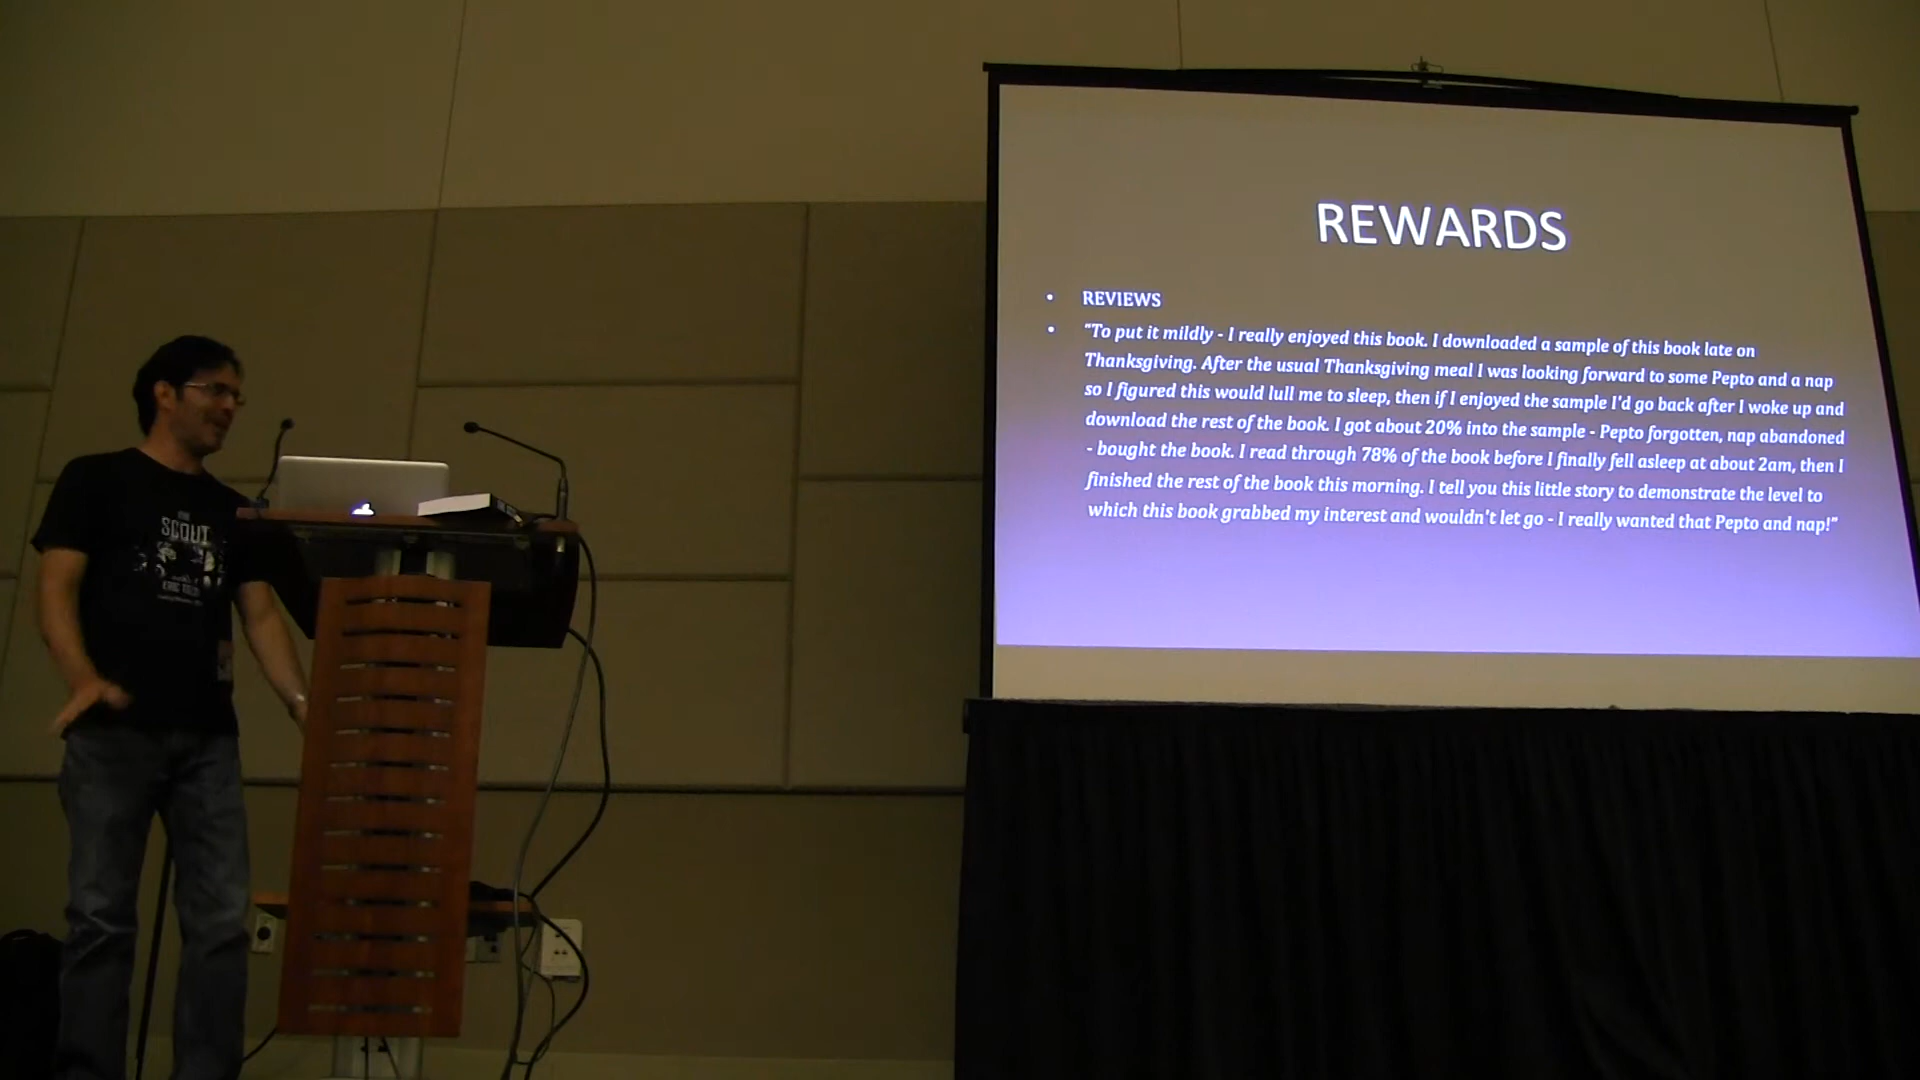 REWARDS
• REVIEWS
• "To put it mildly - I really enjoyed this book. I downloaded a sample of this book late on
Thanksgiving. After the usual Thanksgiving meal I was looking forward to some Pepto and a nap
so I figured this would lull me to sleep, then if I enjoyed the sample I'd go back after I woke up and
download the rest of the book. I got about 20% into the sample - Pepto forgotten, nap abandoned
- bought the book. I read through 78% of the book before I finally fell asleep at about 2am, then I
finished the rest of the book this morning. I tell you this little story to demonstrate the level to
which this book grabbed my interest and wouldn't let go - I really wanted that Pepto and nap!"
SCOUT